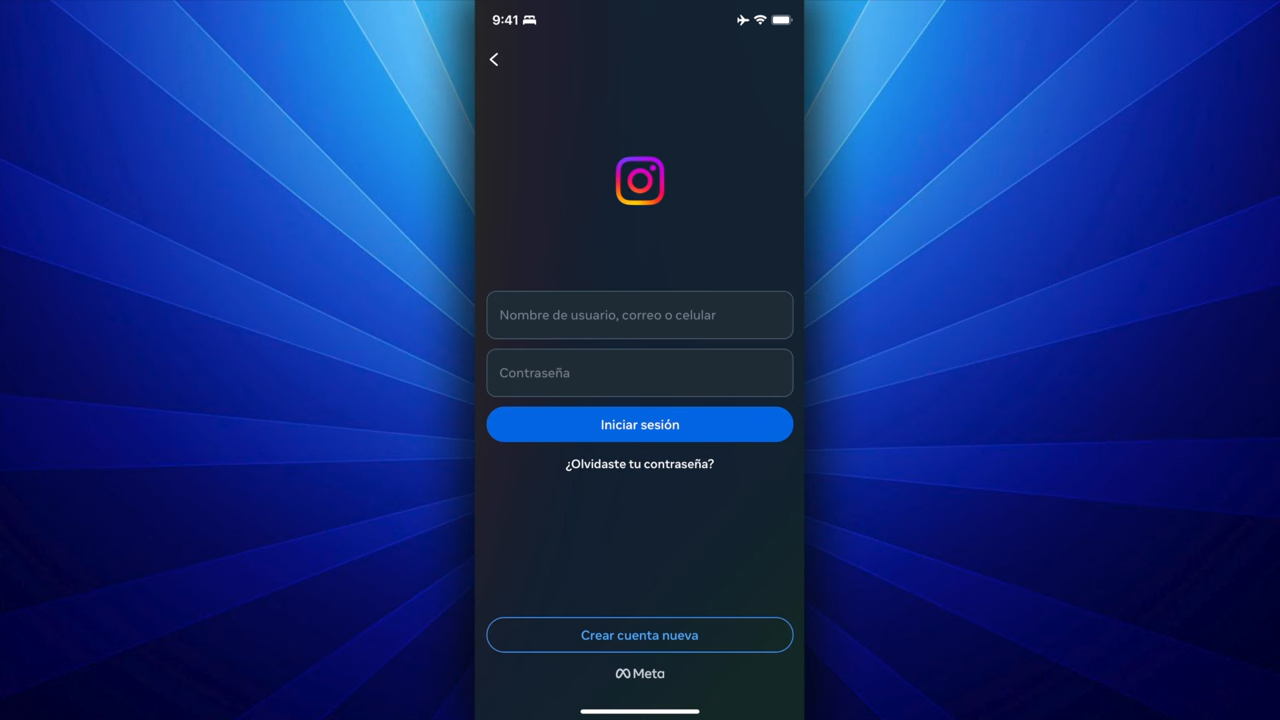 9:41
Nombre de usuario, correo o celular
Contraseña
Iniciar sesión
¿Olvidaste tu contraseña?
Crear cuenta nueva
Meta